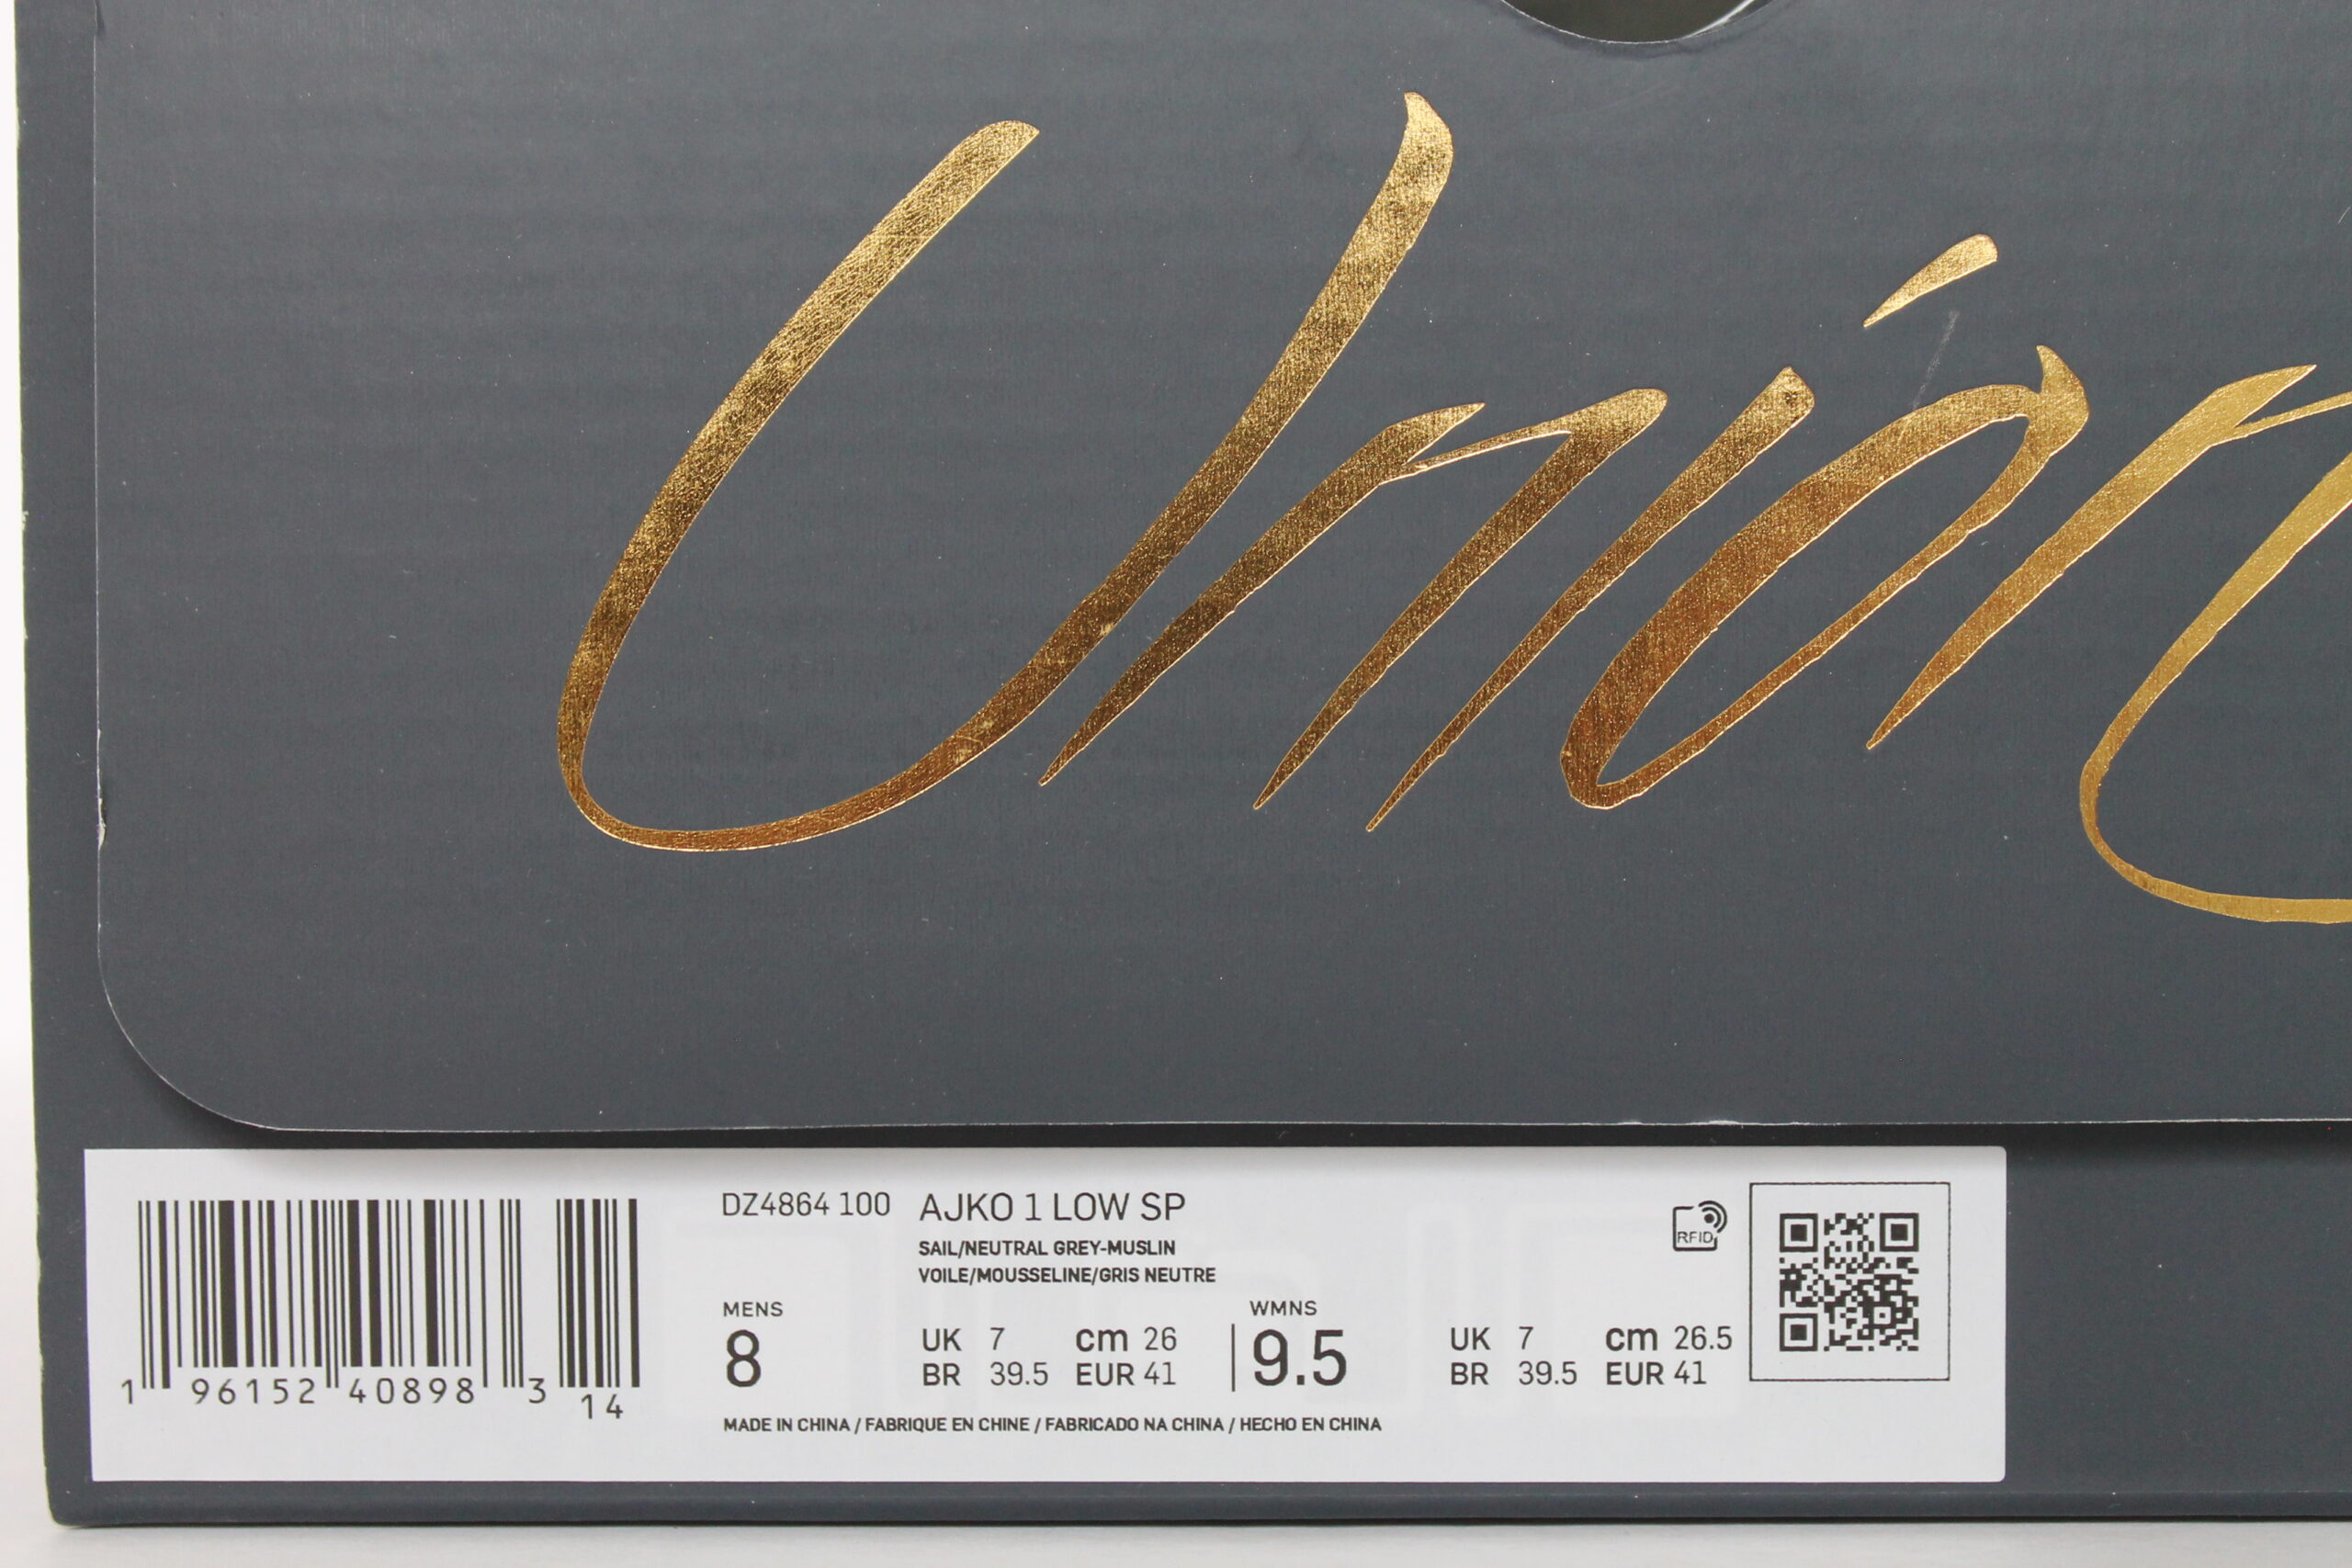 Union
DZ4864 100 AJKO 1 LOW SP
SAIL/NEUTRAL GREY-MUSLIN
VOILE/MOUSSELINE/GRIS NEUTRE
RFID
MENS
8
UK 7 cm 26
BR 39.5 EUR 41
WMNS
9.5
UK 7 cm 26.5
BR 39.5 EUR 41
MADE IN CHINA / FABRIQUE EN CHINE / FABRICADO NA CHINA / HECHO EN CHINA
1 96152 40898 3
14